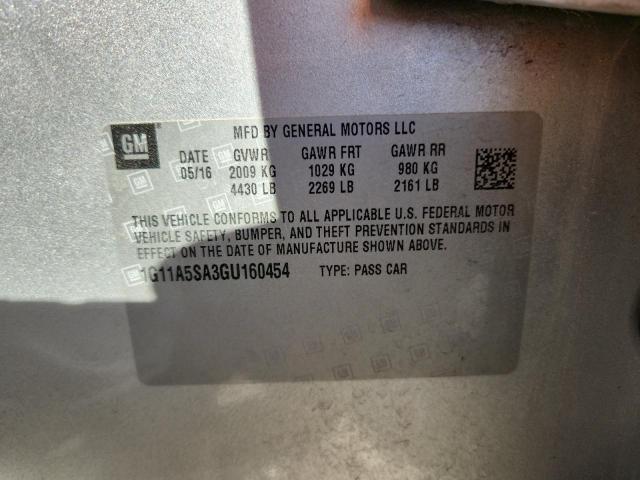 GM ® MFD BY GENERAL MOTORS LLC
DATE GVWR GAWR FRT GAWR RR
05/16 2009 KG 1029 KG 980 KG
4430 LB 2269 LB 2161 LB
THIS VEHICLE CONFORMS TO ALL APPLICABLE U.S. FEDERAL MOTOR
VEHICLE SAFETY, BUMPER, AND THEFT PREVENTION STANDARDS IN
EFFECT ON THE DATE OF MANUFACTURE SHOWN ABOVE.
1G11A5SA3GU160454 TYPE: PASS CAR